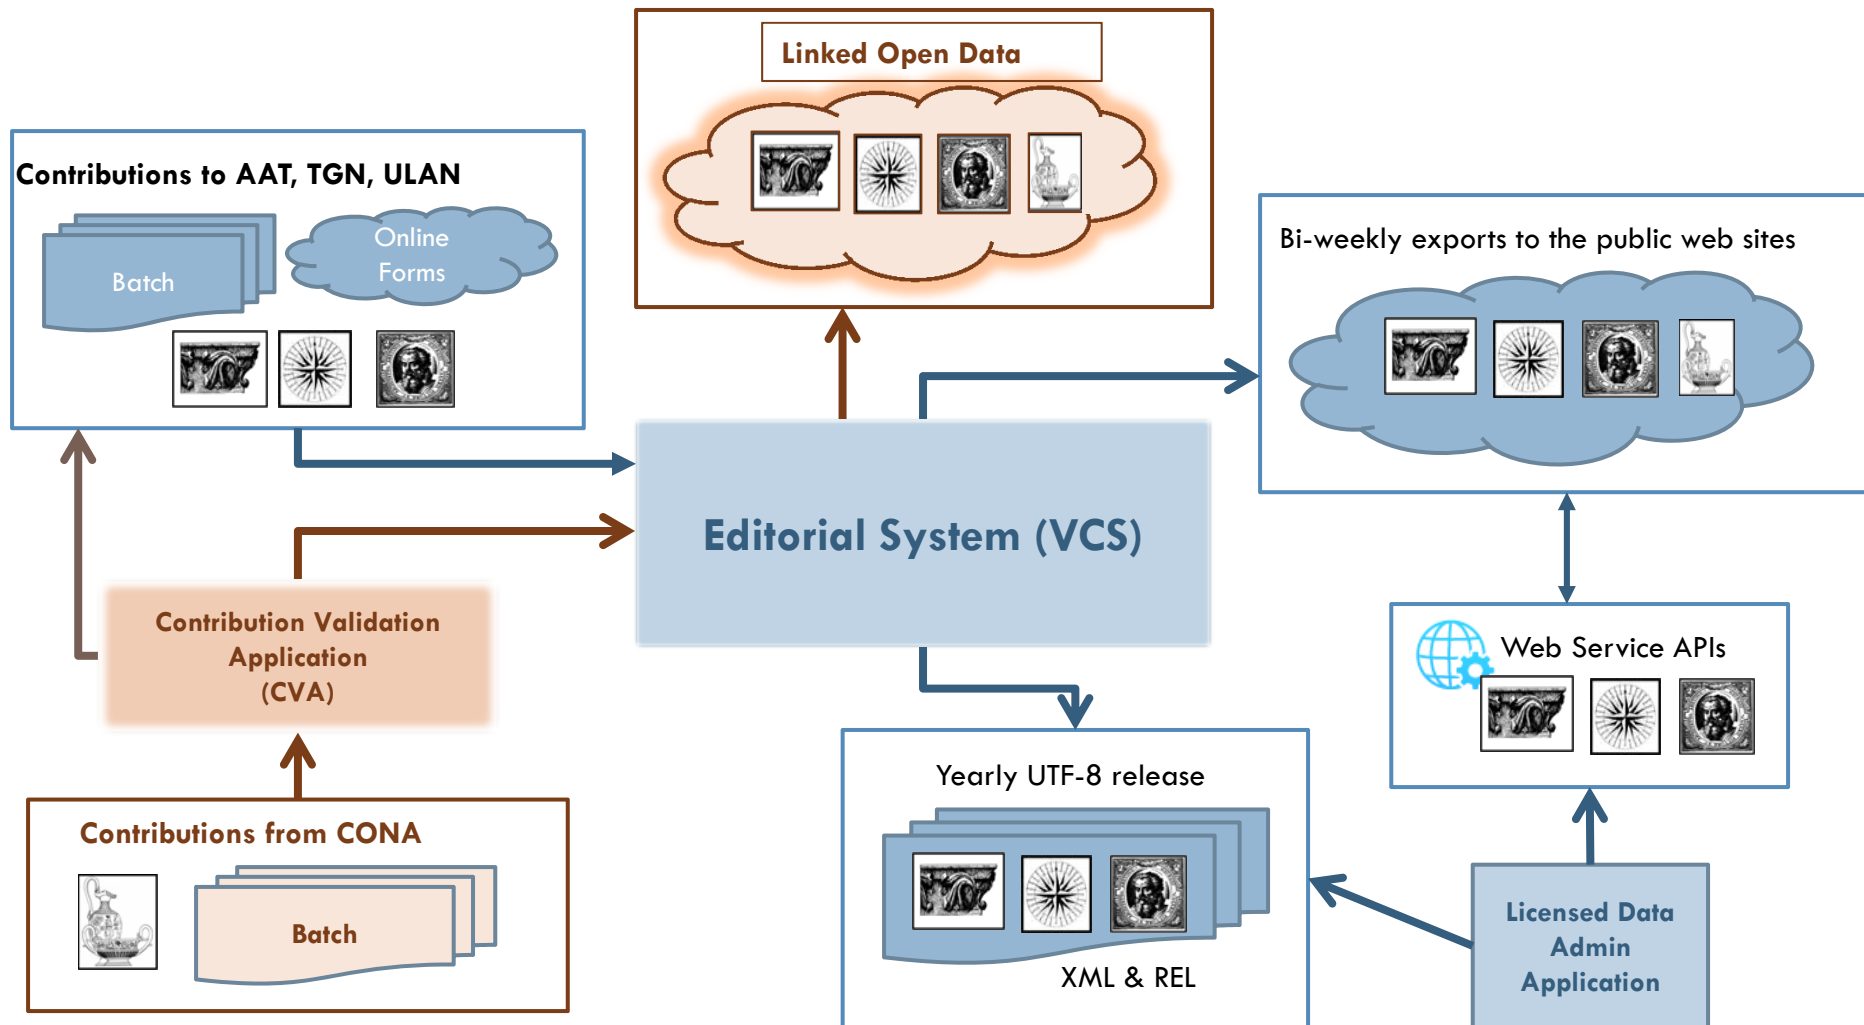 Linked Open Data
Contributions to AAT, TGN, ULAN
Batch
Online
Forms
Bi-weekly exports to the public web sites
Editorial System (VCS)
Contribution Validation
Application
(CVA)
Web Service APIs
Contributions from CONA
Batch
Yearly UTF-8 release
XML & REL
Licensed Data
Admin
Application